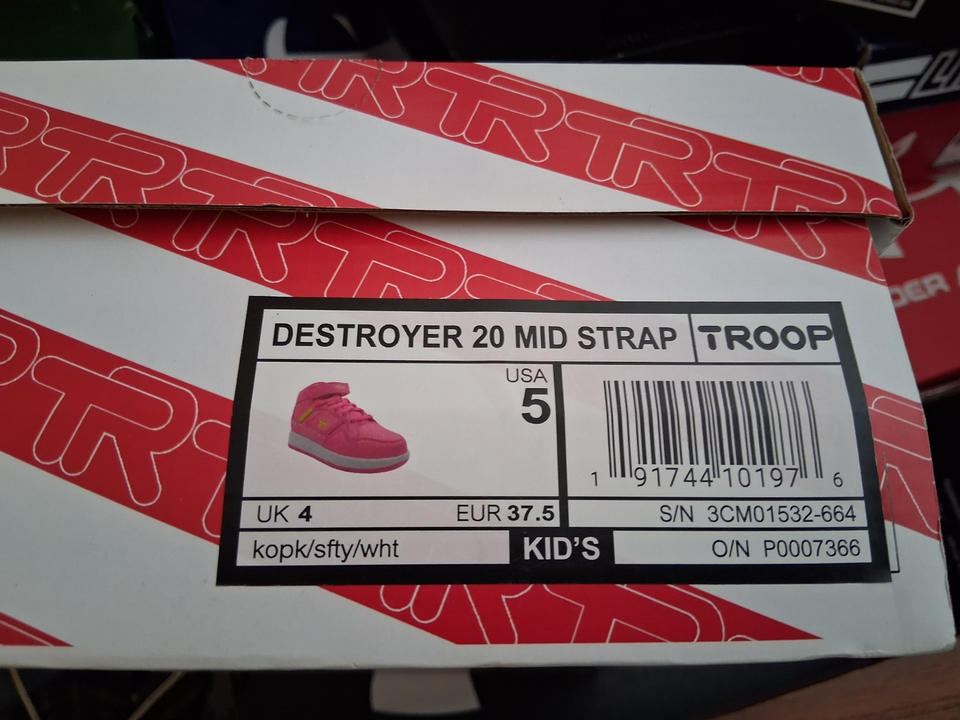 DESTROYER 20 MID STRAP
TROOP
USA
5
1 91744 10197 6
UK 4
EUR 37.5
S/N 3CM01532-664
kopk/sfty/wht
KID'S
O/N P0007366
DER